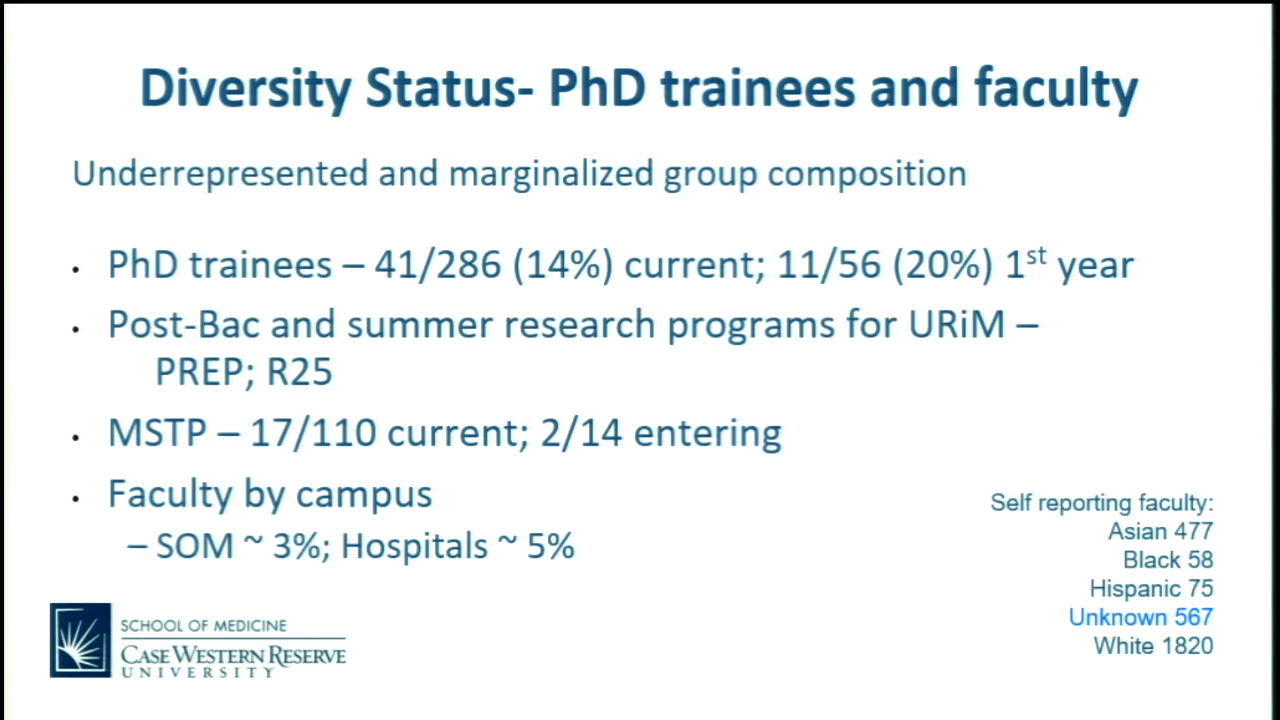 Diversity Status- PhD trainees and faculty
Underrepresented and marginalized group composition
• PhD trainees – 41/286 (14%) current; 11/56 (20%) 1st year
• Post-Bac and summer research programs for URiM –
PREP; R25
• MSTP – 17/110 current; 2/14 entering
• Faculty by campus
– SOM ~ 3%; Hospitals ~ 5%
Self reporting faculty:
Asian 477
Black 58
Hispanic 75
Unknown 567
White 1820
SCHOOL OF MEDICINE
CASE WESTERN RESERVE
UNIVERSITY